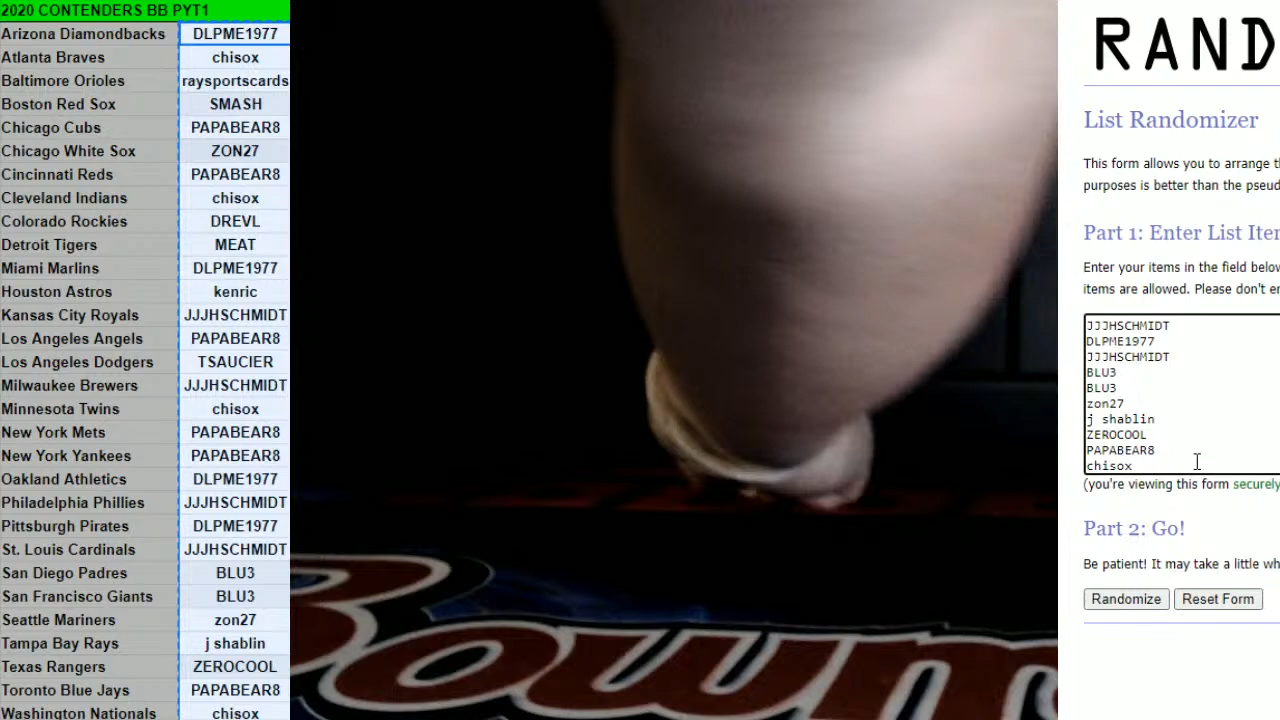 2020 CONTENDERS BB PYT1
Arizona Diamondbacks DLPME1977
Atlanta Braves chisox
Baltimore Orioles raysportscards
Boston Red Sox SMASH
Chicago Cubs PAPABEAR8
Chicago White Sox ZON27
Cincinnati Reds PAPABEAR8
Cleveland Indians chisox
Colorado Rockies DREVL
Detroit Tigers MEAT
Miami Marlins DLPME1977
Houston Astros kenric
Kansas City Royals JJJHSCHMIDT
Los Angeles Angels PAPABEAR8
Los Angeles Dodgers TSAUCIER
Milwaukee Brewers JJJHSCHMIDT
Minnesota Twins chisox
New York Mets PAPABEAR8
New York Yankees PAPABEAR8
Oakland Athletics DLPME1977
Philadelphia Phillies JJJHSCHMIDT
Pittsburgh Pirates DLPME1977
St. Louis Cardinals JJJHSCHMIDT
San Diego Padres BLU3
San Francisco Giants BLU3
Seattle Mariners zon27
Tampa Bay Rays j shablin
Texas Rangers ZEROCOOL
Toronto Blue Jays PAPABEAR8
Washington Nationals chisox
Bowm
RAND
List Randomizer
This form allows you to arrange th
purposes is better than the pseud
Part 1: Enter List Iter
Enter your items in the field below
items are allowed. Please don't er
JJJHSCHMIDT
DLPME1977
JJJHSCHMIDT
BLU3
BLU3
zon27
j shablin
ZEROCOOL
PAPABEAR8
chisox
(you're viewing this form securely
Part 2: Go!
Be patient! It may take a little wh
Randomize Reset Form